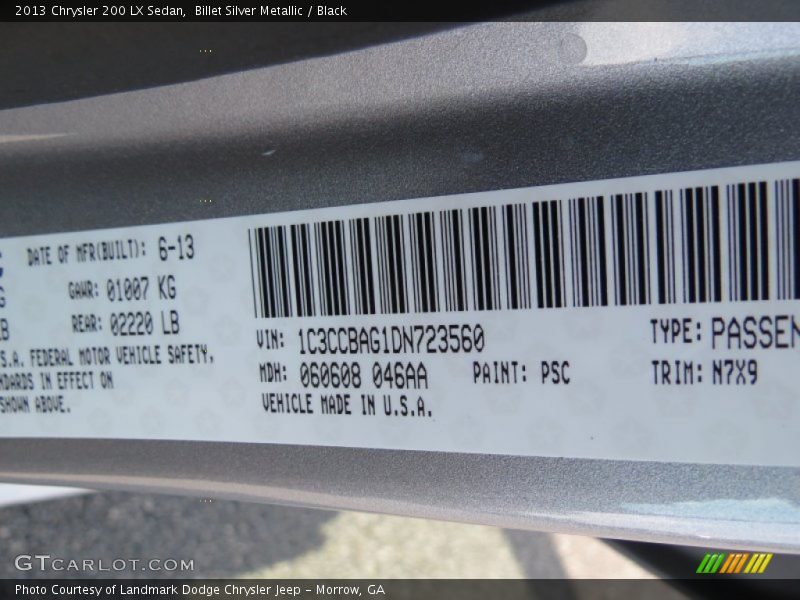 2013 Chrysler 200 LX Sedan,  Billet Silver Metallic / Black
DATE OF MFR(BUILT): 6-13
GAWR: 01007 KG
REAR: 02220 LB
S.A. FEDERAL MOTOR VEHICLE SAFETY,
NDARDS IN EFFECT ON
SHOWN ABOVE.
VIN: 1C3CCBAG1DN723560
TYPE: PASSEN
MDH: 060608 046AA
PAINT: PSC
TRIM: N7X9
VEHICLE MADE IN U.S.A.
GTCARLOT.COM
Photo Courtesy of Landmark Dodge Chrysler Jeep – Morrow, GA